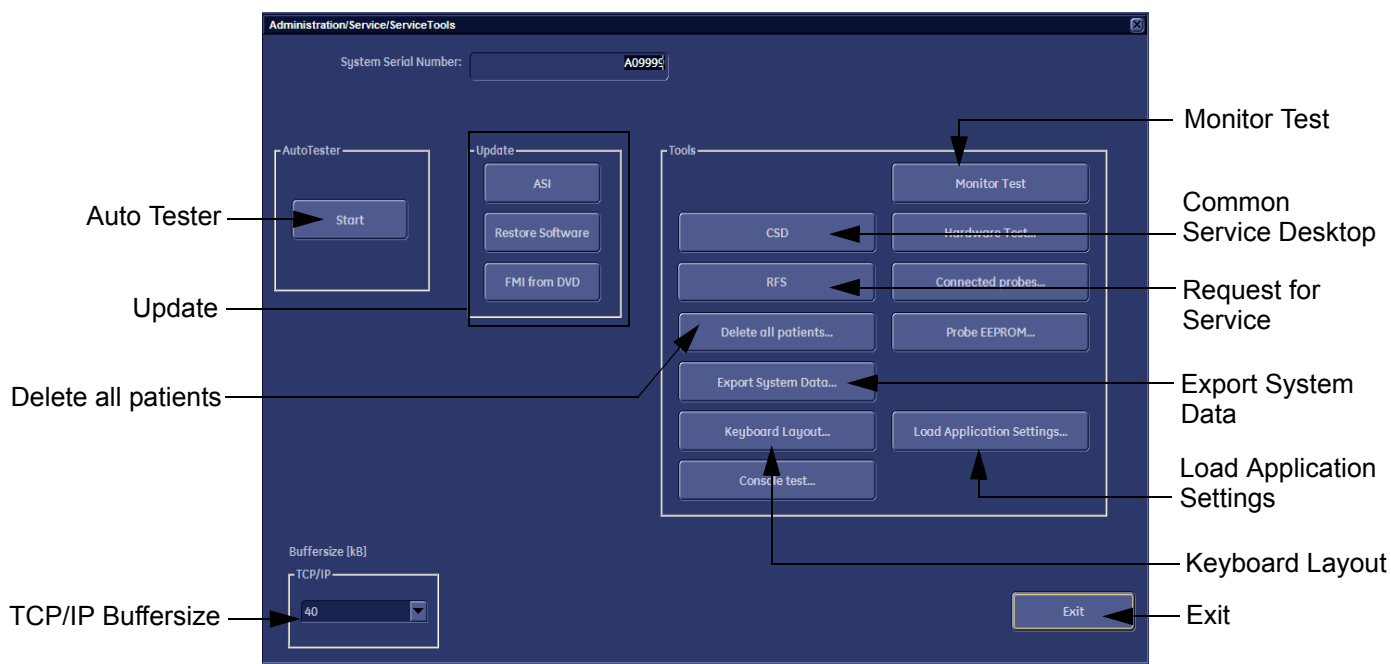 Administration/Service/ServiceTools
System Serial Number:
A09999
Monitor Test
AutoTester
Update
Tools
ASI
Monitor Test
Auto Tester
Start
Restore Software
CSD
Hardware Test...
Common
Service Desktop
Update
FMI from DVD
RFS
Connected probes...
Request for
Service
Delete all patients...
Probe EEPROM...
Delete all patients
Export System Data...
Export System
Data
Keyboard Layout...
Load Application Settings...
Load Application
Settings
Console test...
Buffersize [kB]
Keyboard Layout
TCP/IP
TCP/IP Buffersize
40
Exit
Exit